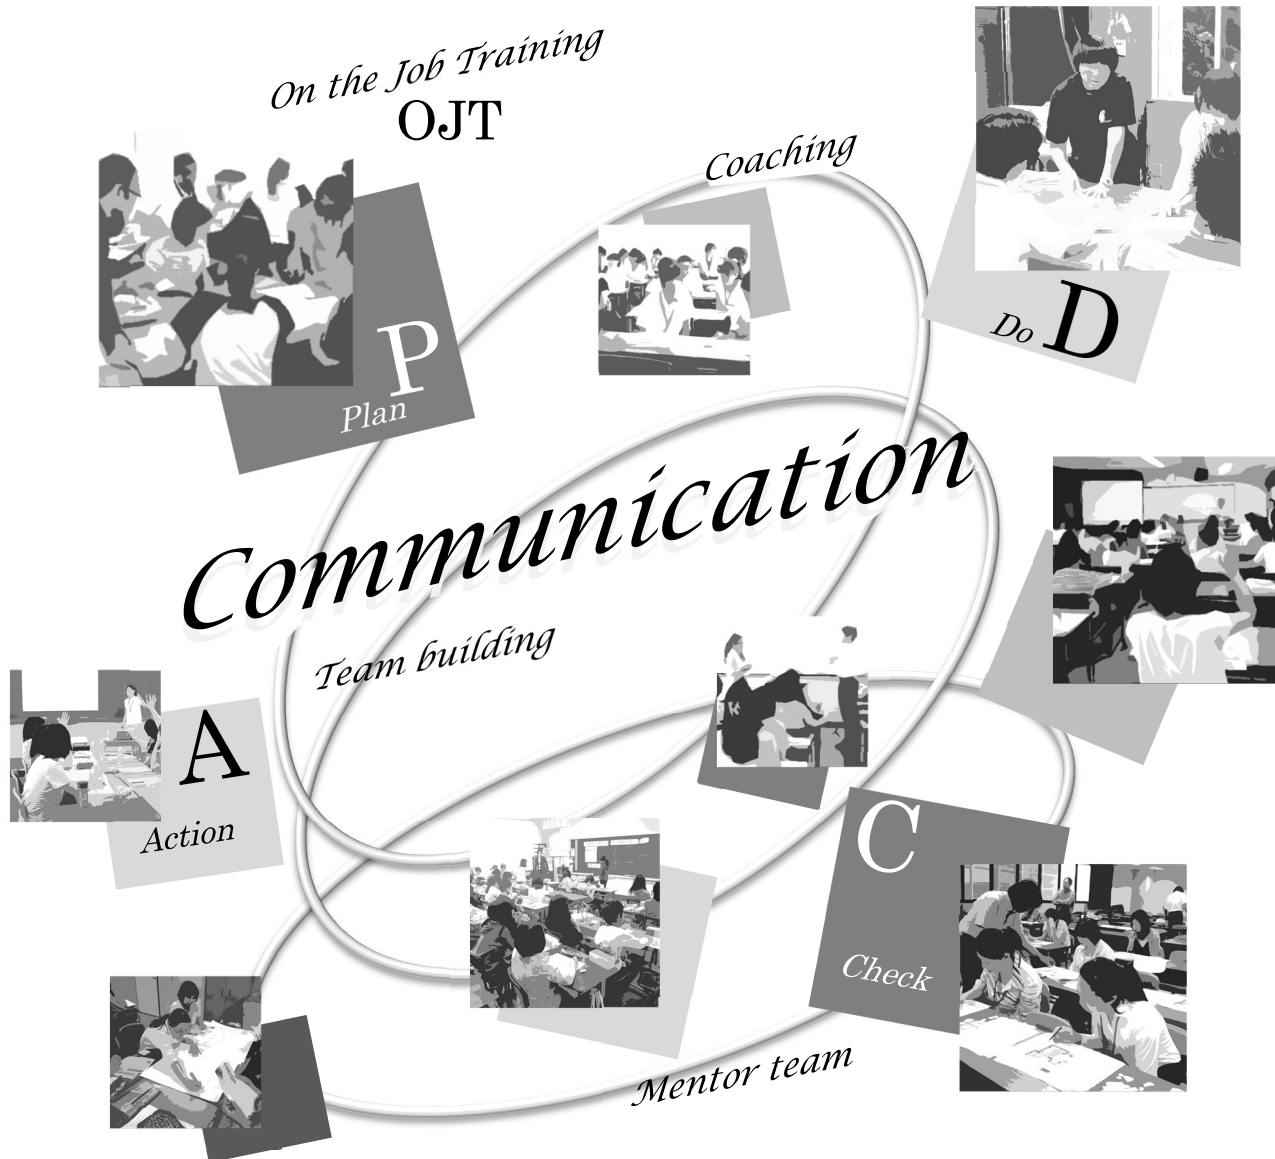 On the Job Training
OJT
Coaching
P
Plan
Do D
Communication
Team building
A
Action
C
Check
Mentor team